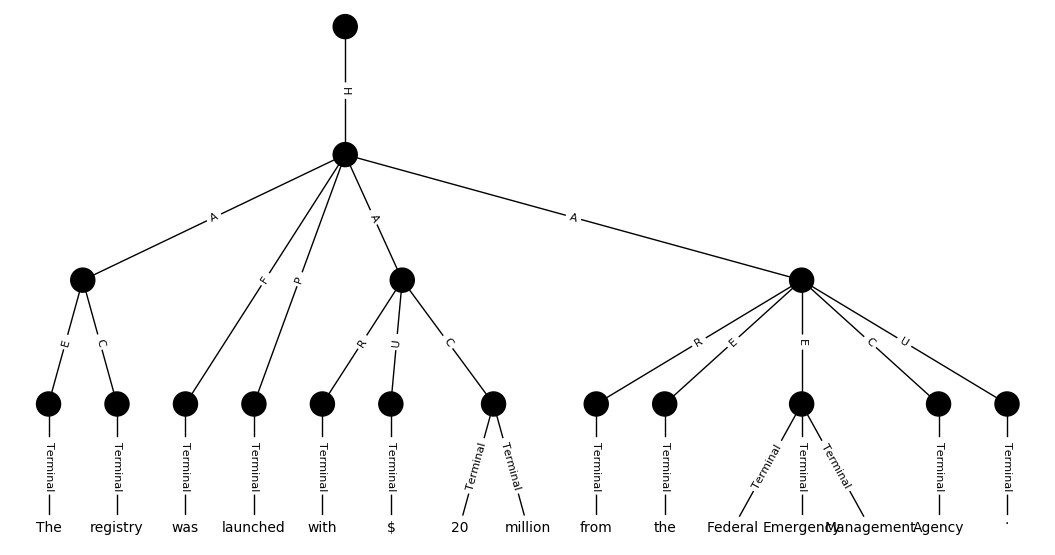 H
A F P A A
E C R U C R E E C U
Terminal Terminal Terminal Terminal Terminal Terminal Terminal Terminal Terminal Terminal Terminal Terminal Terminal Terminal Terminal
The registry was launched with $ 20 million from the Federal Emergency Management Agency .